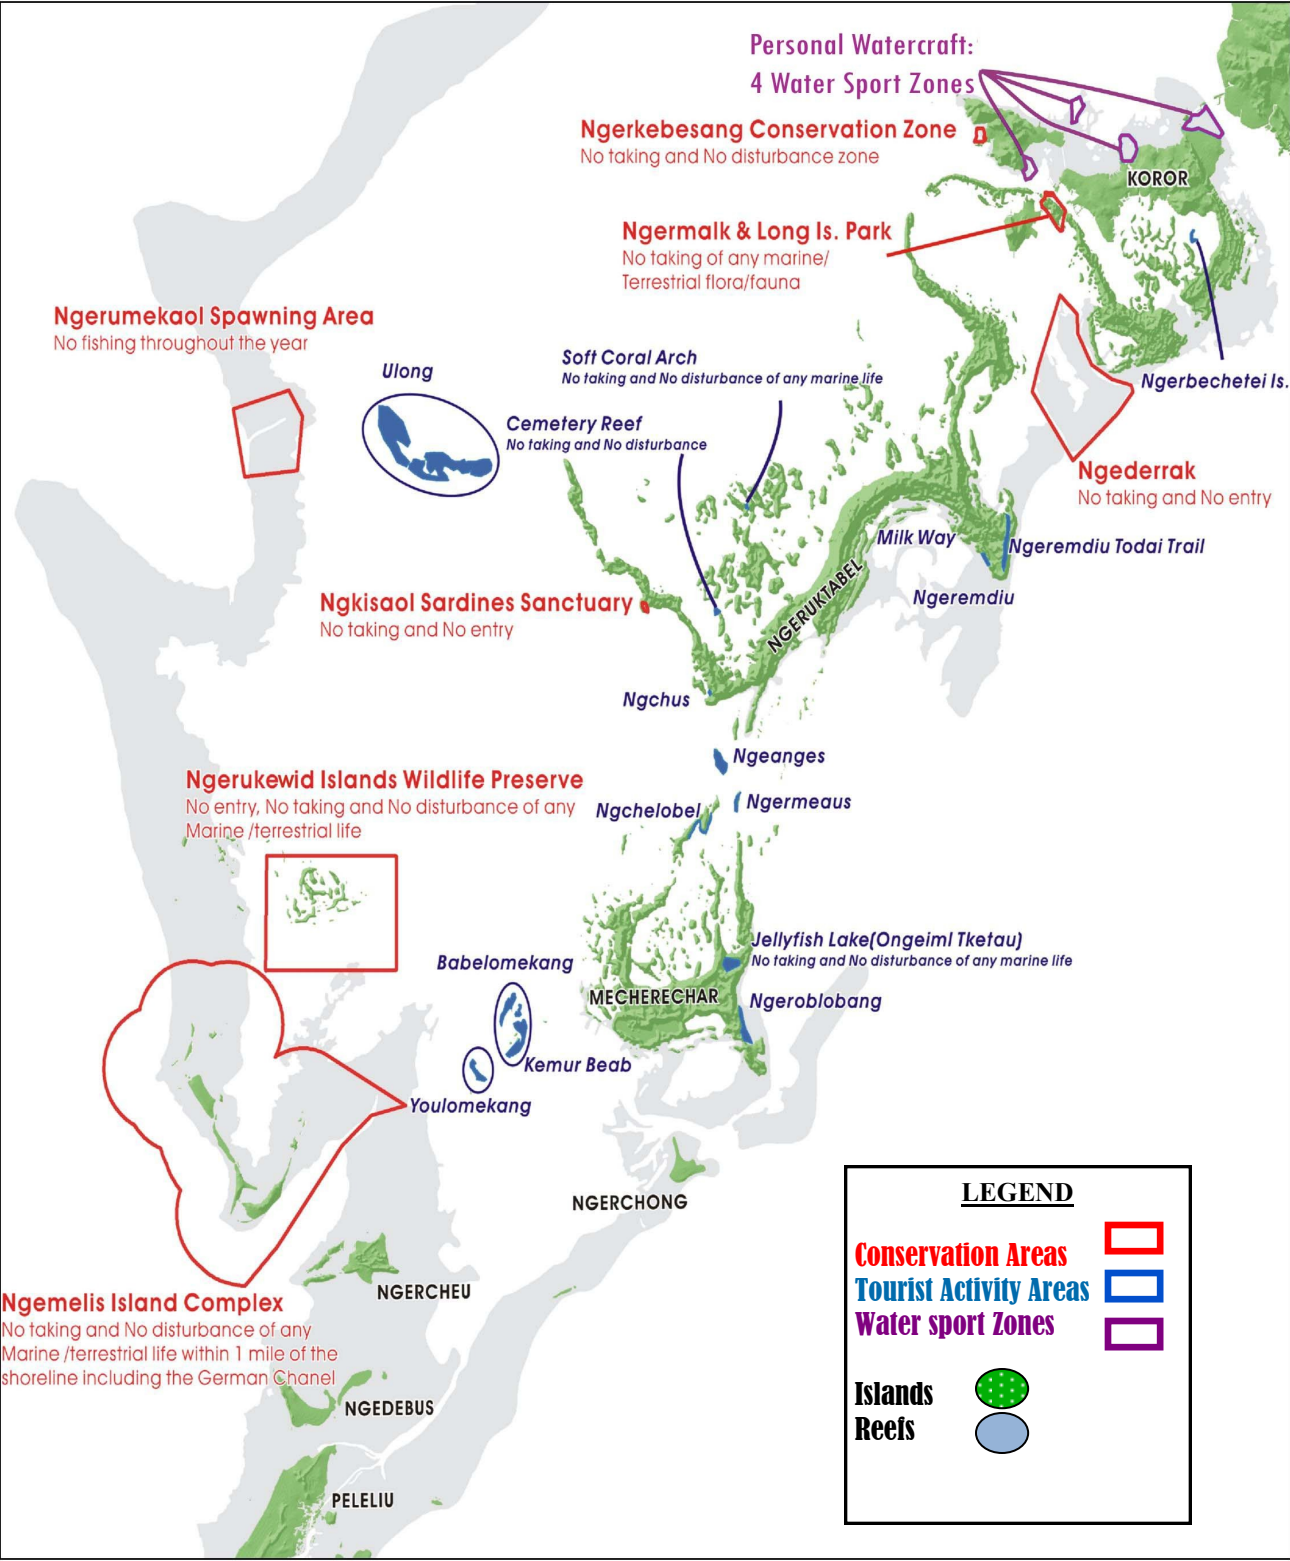 Personal Watercraft:
4 Water Sport Zones
Ngerkebesang Conservation Zone
No taking and No disturbance zone
KOROR
Ngermalk & Long Is. Park
No taking of any marine/
Terrestrial flora/fauna
Ngerumekaol Spawning Area
No fishing throughout the year
Ulong
Soft Coral Arch
No taking and No disturbance of any marine life
Ngerbechetei Is.
Cemetery Reef
No taking and No disturbance
Ngederrak
No taking and No entry
Milk Way
Ngeremdiu Todai Trail
NGERUKTABEL
Ngeremdiu
Ngkisaol Sardines Sanctuary
No taking and No entry
Ngchus
Ngeanges
Ngerukewid Islands Wildlife Preserve
No entry, No taking and No disturbance of any
Marine /terrestrial life
Ngchelobel
Ngermeaus
Jellyfish Lake(Ongeiml Tketau)
No taking and No disturbance of any marine life
Babelomekang
MECHERECHAR
Ngeroblobang
Kemur Beab
Youlomekang
NGERCHONG
NGERCHEU
Ngemelis Island Complex
No taking and No disturbance of any
Marine /terrestrial life within 1 mile of the
shoreline including the German Chanel
NGEDEBUS
PELELIU
LEGEND
Conservation Areas
Tourist Activity Areas
Water sport Zones
Islands
Reefs